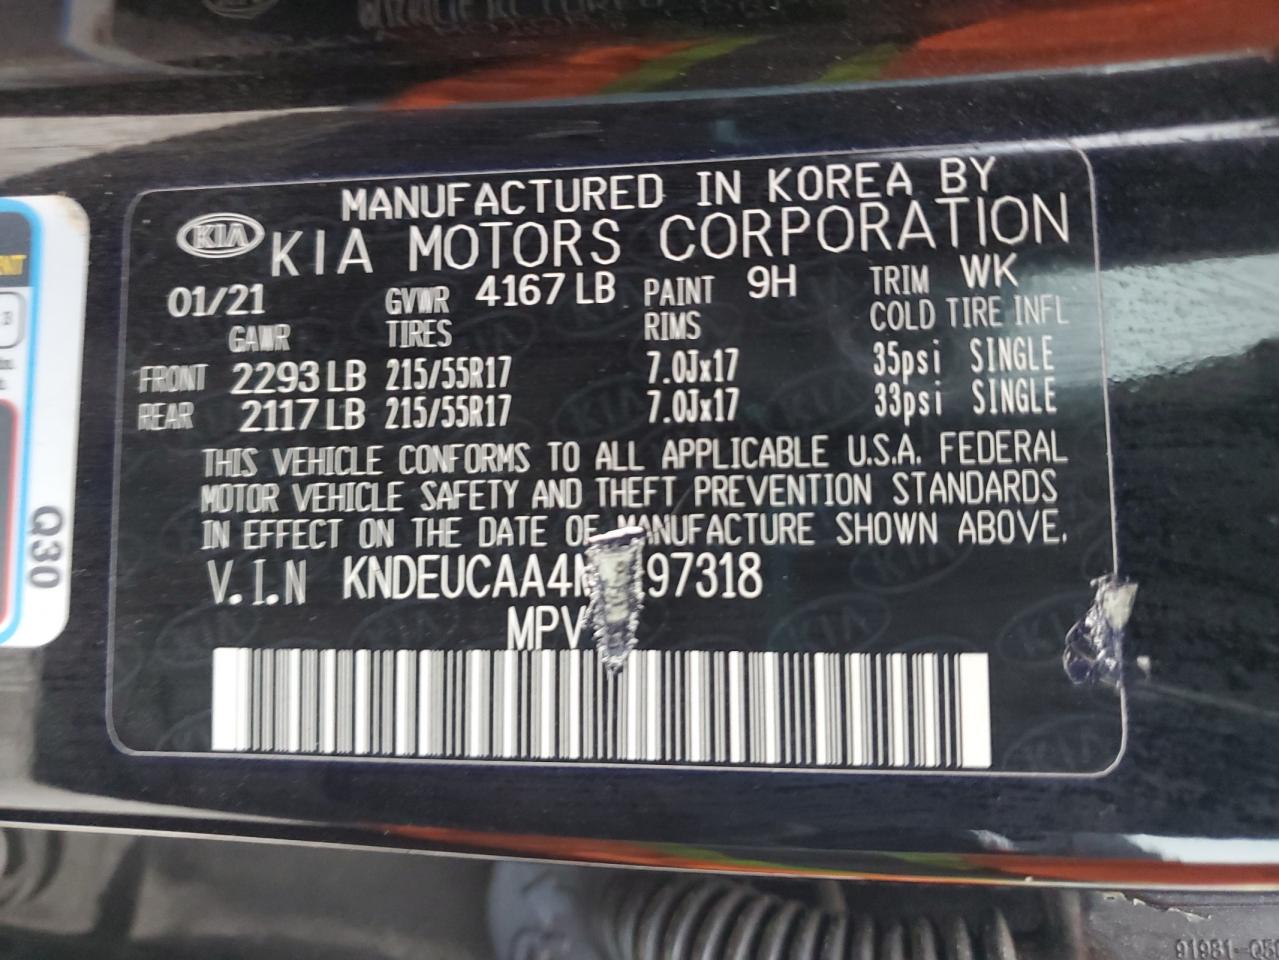 MANUFACTURED IN KOREA BY
KIA KIA MOTORS CORPORATION
01/21 GVWR 4167 LB PAINT 9H TRIM WK
GAWR TIRES RIMS COLD TIRE INFL
FRONT 2293 LB 215/55R17 7.0Jx17 35psi SINGLE
REAR 2117 LB 215/55R17 7.0Jx17 33psi SINGLE
THIS VEHICLE CONFORMS TO ALL APPLICABLE U.S.A. FEDERAL
MOTOR VEHICLE SAFETY AND THEFT PREVENTION STANDARDS
IN EFFECT ON THE DATE OF MANUFACTURE SHOWN ABOVE.
V.I.N
MPV
Q30